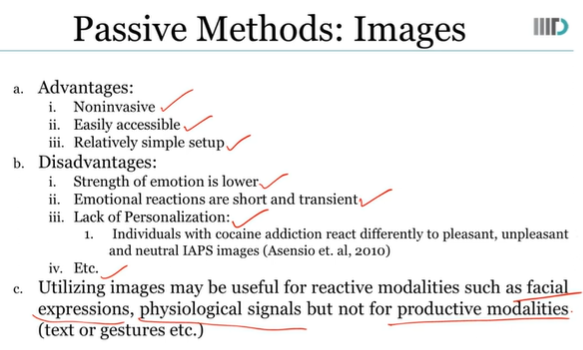 Passive Methods: Images
IIID
a. Advantages:
i. Noninvasive
ii. Easily accessible
iii. Relatively simple setup
b. Disadvantages:
i. Strength of emotion is lower
ii. Emotional reactions are short and transient
iii. Lack of Personalization:
1. Individuals with cocaine addiction react differently to pleasant, unpleasant
and neutral IAPS images (Asensio et. al, 2010)
iv. Etc.
c. Utilizing images may be useful for reactive modalities such as facial
expressions, physiological signals but not for productive modalities
(text or gestures etc.)